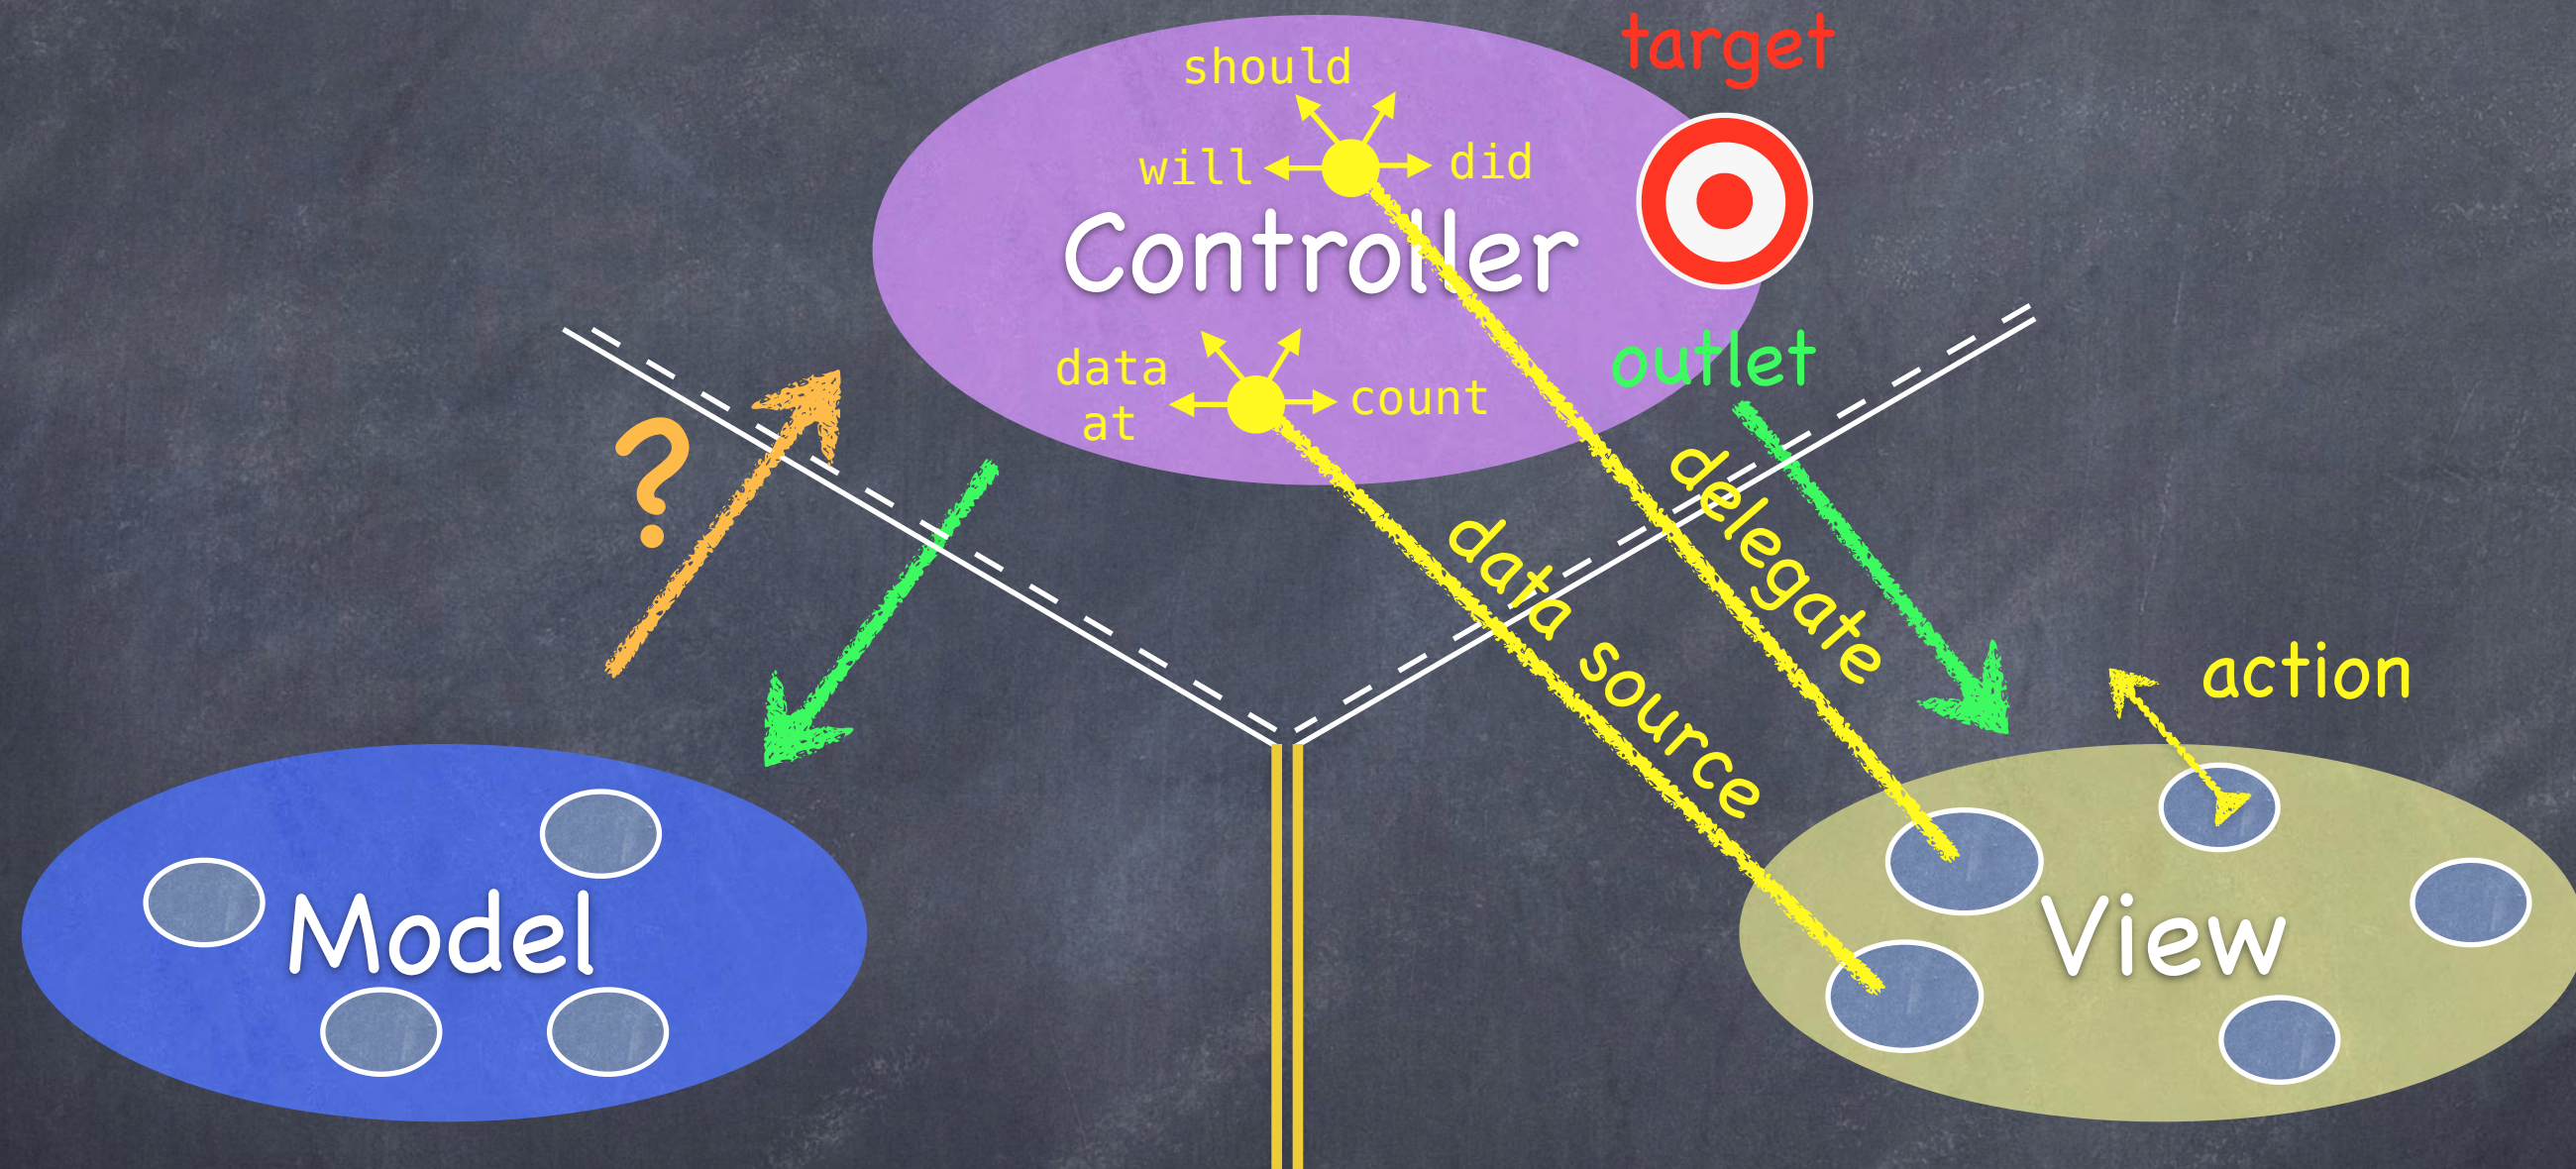 target
should
will
did
Controller
outlet
data
at
count
?
delegate
data source
action
Model
View